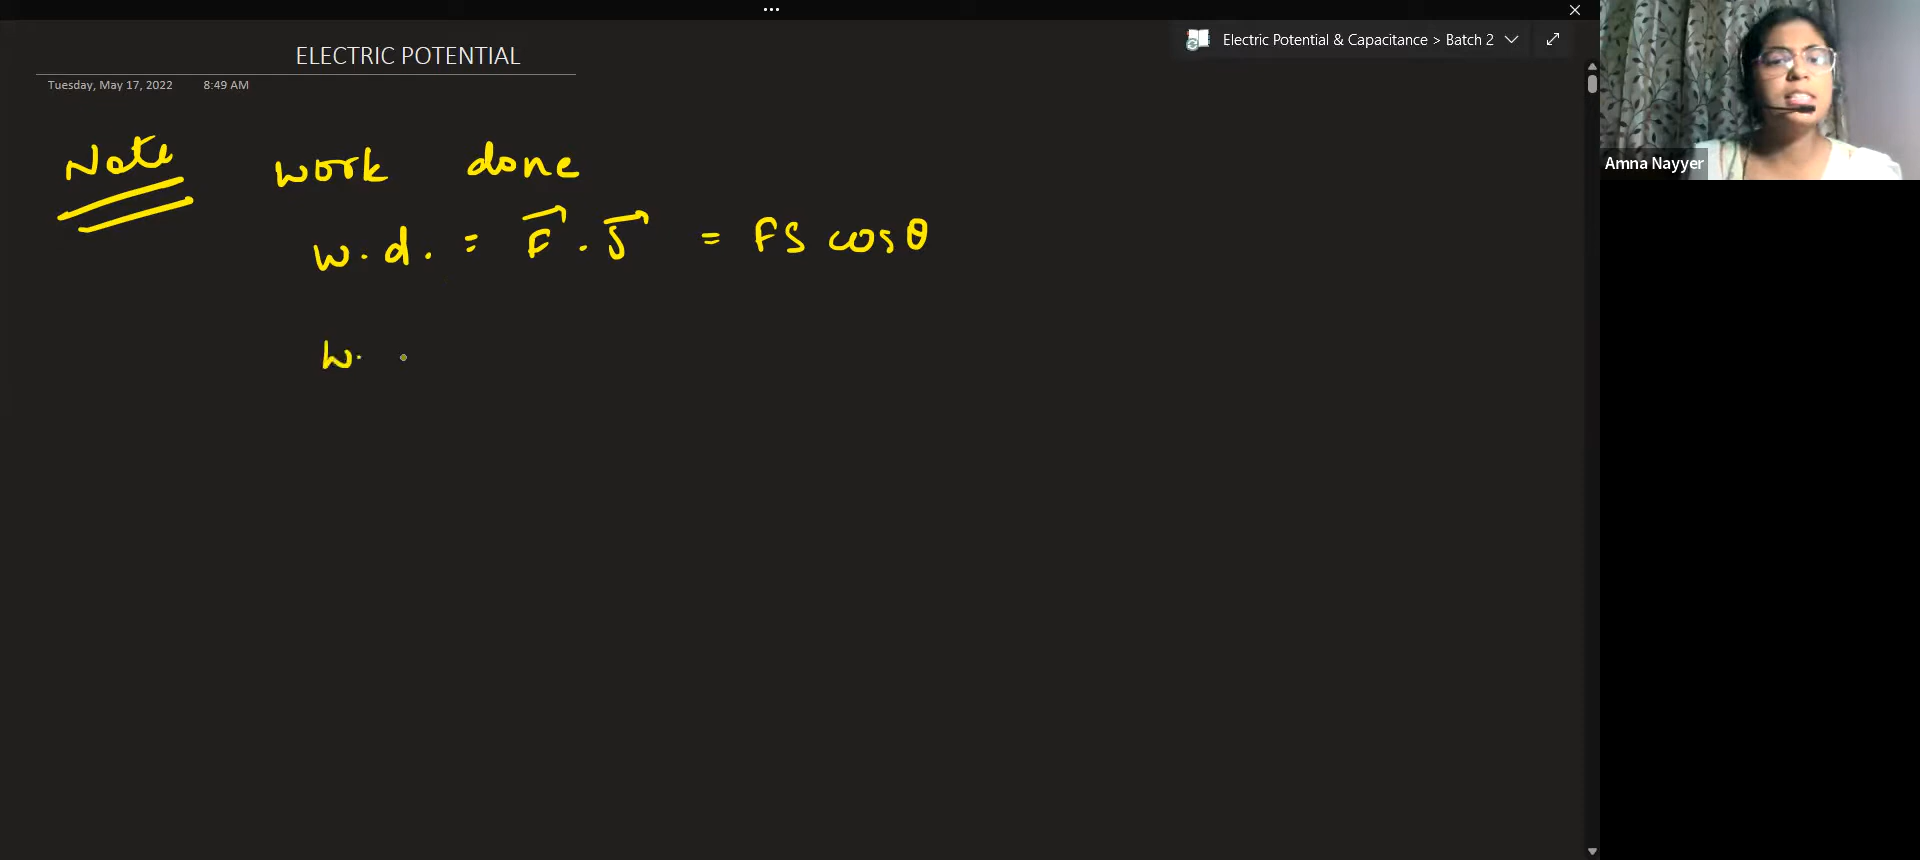 ELECTRIC POTENTIAL
Electric Potential & Capacitance > Batch 2
Tuesday, May 17, 2022 8:49 AM
Amna Nayyer
Note work done
W.d. = F⃗ . S⃗ = FS cosθ
W.